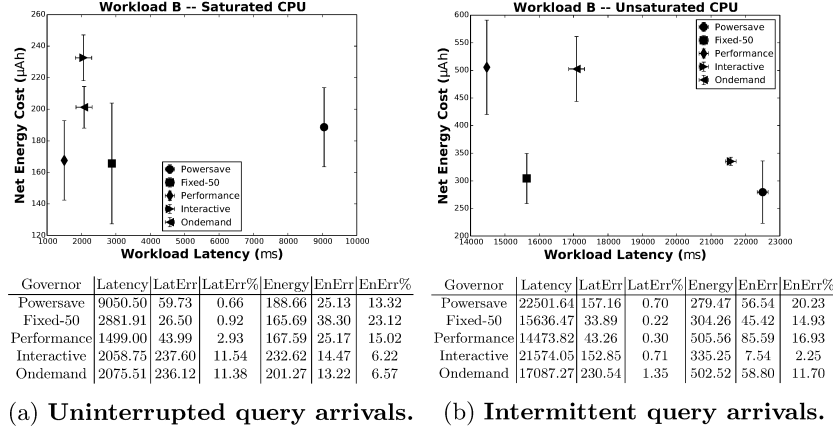 Workload B -- Saturated CPU
260
240
220
200
180
160
140
120
Net Energy Cost (μAh)
Powersave
Fixed-50
Performance
Interactive
Ondemand
1000 2000 3000 4000 5000 6000 7000 8000 9000 10000
Workload Latency (ms)
Governor Latency LatErr LatErr% Energy EnErr EnErr%
Powersave 9050.50 59.73 0.66 188.66 25.13 13.32
Fixed-50 2881.91 26.50 0.92 165.69 38.30 23.12
Performance 1499.00 43.99 2.93 167.59 25.17 15.02
Interactive 2058.75 237.60 11.54 232.62 14.47 6.22
Ondemand 2075.51 236.12 11.38 201.27 13.22 6.57
(a) Uninterrupted query arrivals.
Workload B -- Unsaturated CPU
600
550
500
450
400
350
300
250
200
Net Energy Cost (μAh)
Powersave
Fixed-50
Performance
Interactive
Ondemand
14000 15000 16000 17000 18000 19000 20000 21000 22000 23000
Workload Latency (ms)
Governor Latency LatErr LatErr% Energy EnErr EnErr%
Powersave 22501.64 157.16 0.70 279.47 56.54 20.23
Fixed-50 15636.47 33.89 0.22 304.26 45.42 14.93
Performance 14473.82 43.26 0.30 505.56 85.59 16.93
Interactive 21574.05 152.85 0.71 335.25 7.54 2.25
Ondemand 17087.27 230.54 1.35 502.52 58.80 11.70
(b) Intermittent query arrivals.